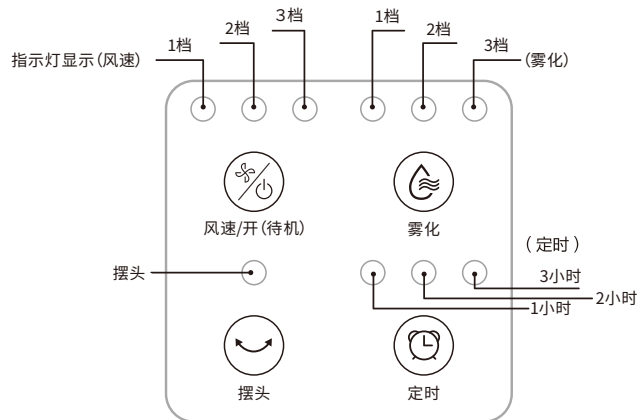 3档
1档
2档
2档
1档
3档
指示灯显示(风速)
(雾化)
风速/开(待机)
雾化
(定时)
摆头
3小时
2小时
1小时
摆头
定时